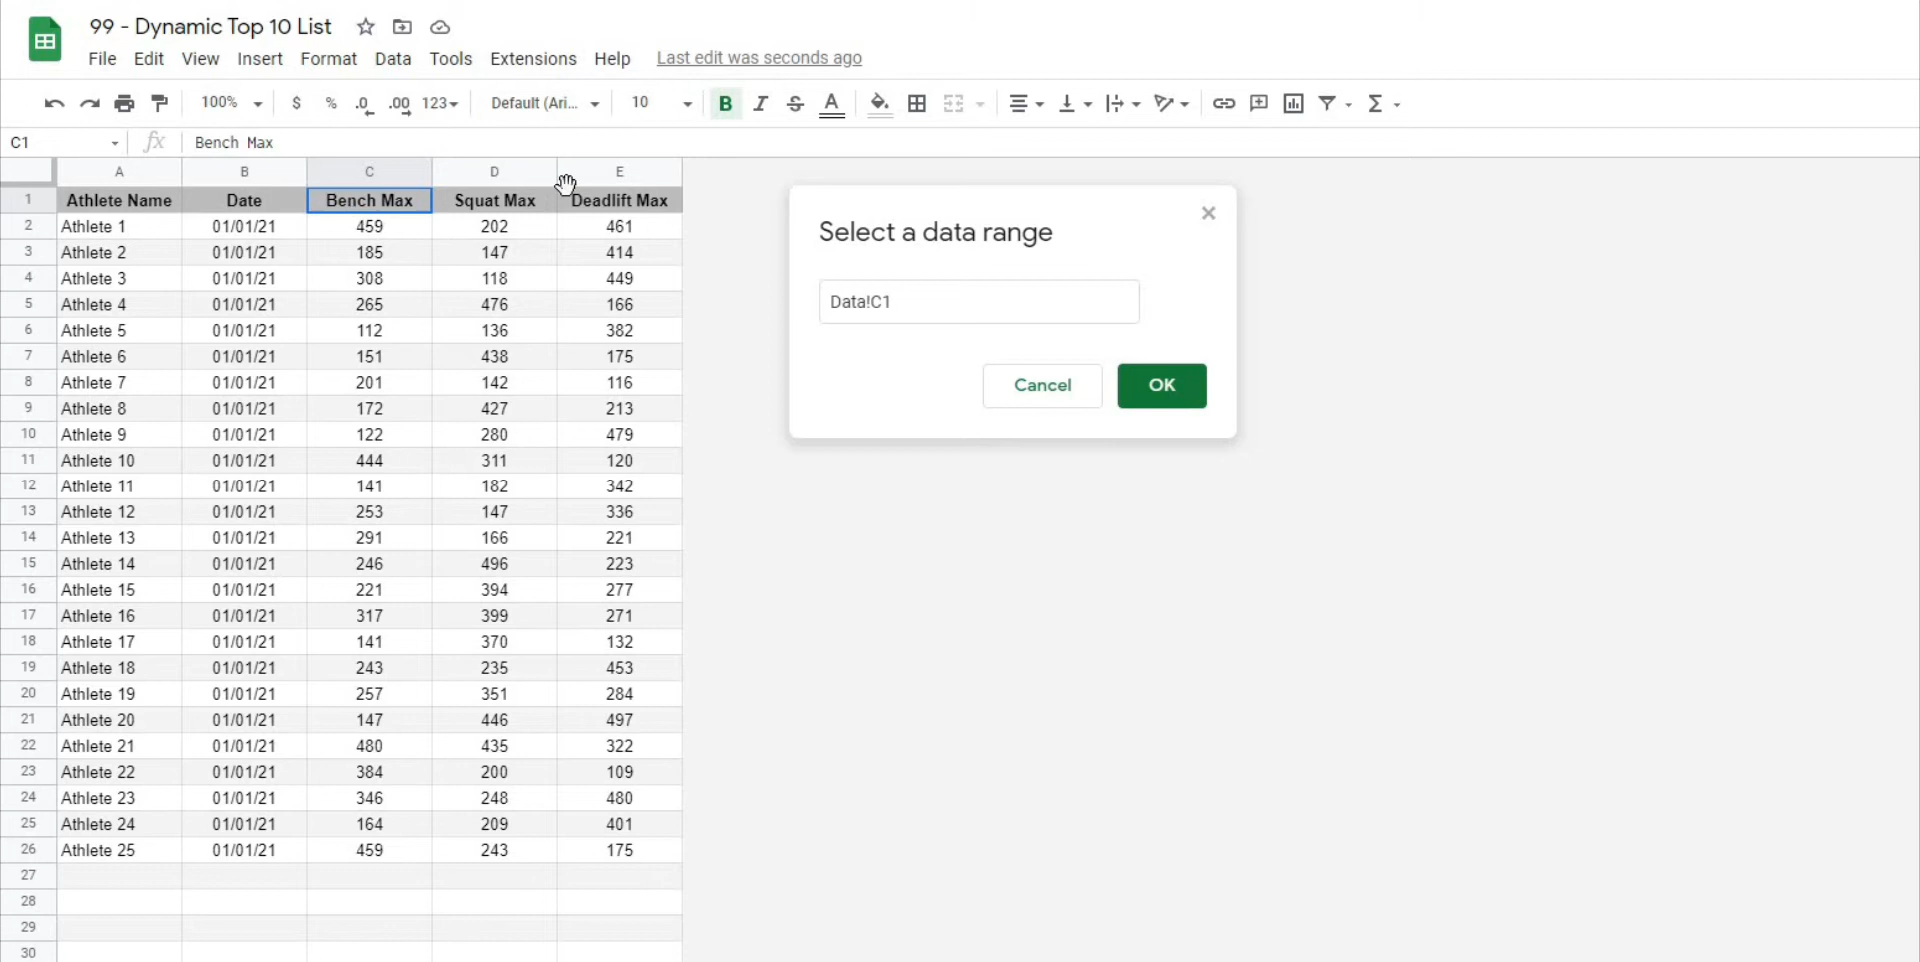 99 - Dynamic Top 10 List
File Edit View Insert Format Data Tools Extensions Help Last edit was seconds ago
100% $ % .0 .00 123 Default (Ari... 10 B I S A Σ
C1 fx Bench Max
A B C D E
1 Athlete Name Date Bench Max Squat Max Deadlift Max
2 Athlete 1 01/01/21 459 202 461
3 Athlete 2 01/01/21 185 147 414
4 Athlete 3 01/01/21 308 118 449
5 Athlete 4 01/01/21 265 476 166
6 Athlete 5 01/01/21 112 136 382
7 Athlete 6 01/01/21 151 438 175
8 Athlete 7 01/01/21 201 142 116
9 Athlete 8 01/01/21 172 427 213
10 Athlete 9 01/01/21 122 280 479
11 Athlete 10 01/01/21 444 311 120
12 Athlete 11 01/01/21 141 182 342
13 Athlete 12 01/01/21 253 147 336
14 Athlete 13 01/01/21 291 166 221
15 Athlete 14 01/01/21 246 496 223
16 Athlete 15 01/01/21 221 394 277
17 Athlete 16 01/01/21 317 399 271
18 Athlete 17 01/01/21 141 370 132
19 Athlete 18 01/01/21 243 235 453
20 Athlete 19 01/01/21 257 351 284
21 Athlete 20 01/01/21 147 446 497
22 Athlete 21 01/01/21 480 435 322
23 Athlete 22 01/01/21 384 200 109
24 Athlete 23 01/01/21 346 248 480
25 Athlete 24 01/01/21 164 209 401
26 Athlete 25 01/01/21 459 243 175
27
28
29
30
Select a data range
Data!C1
Cancel OK